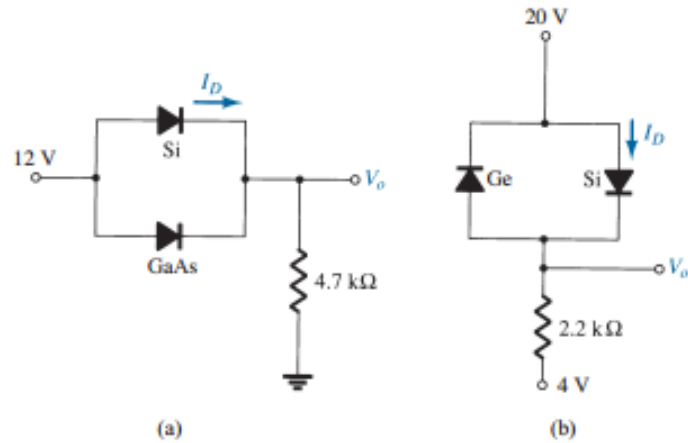 I_D
Si
12 V
V_o
GaAs
4.7 kΩ
(a)
20 V
I_D
Ge
Si
V_o
2.2 kΩ
4 V
(b)